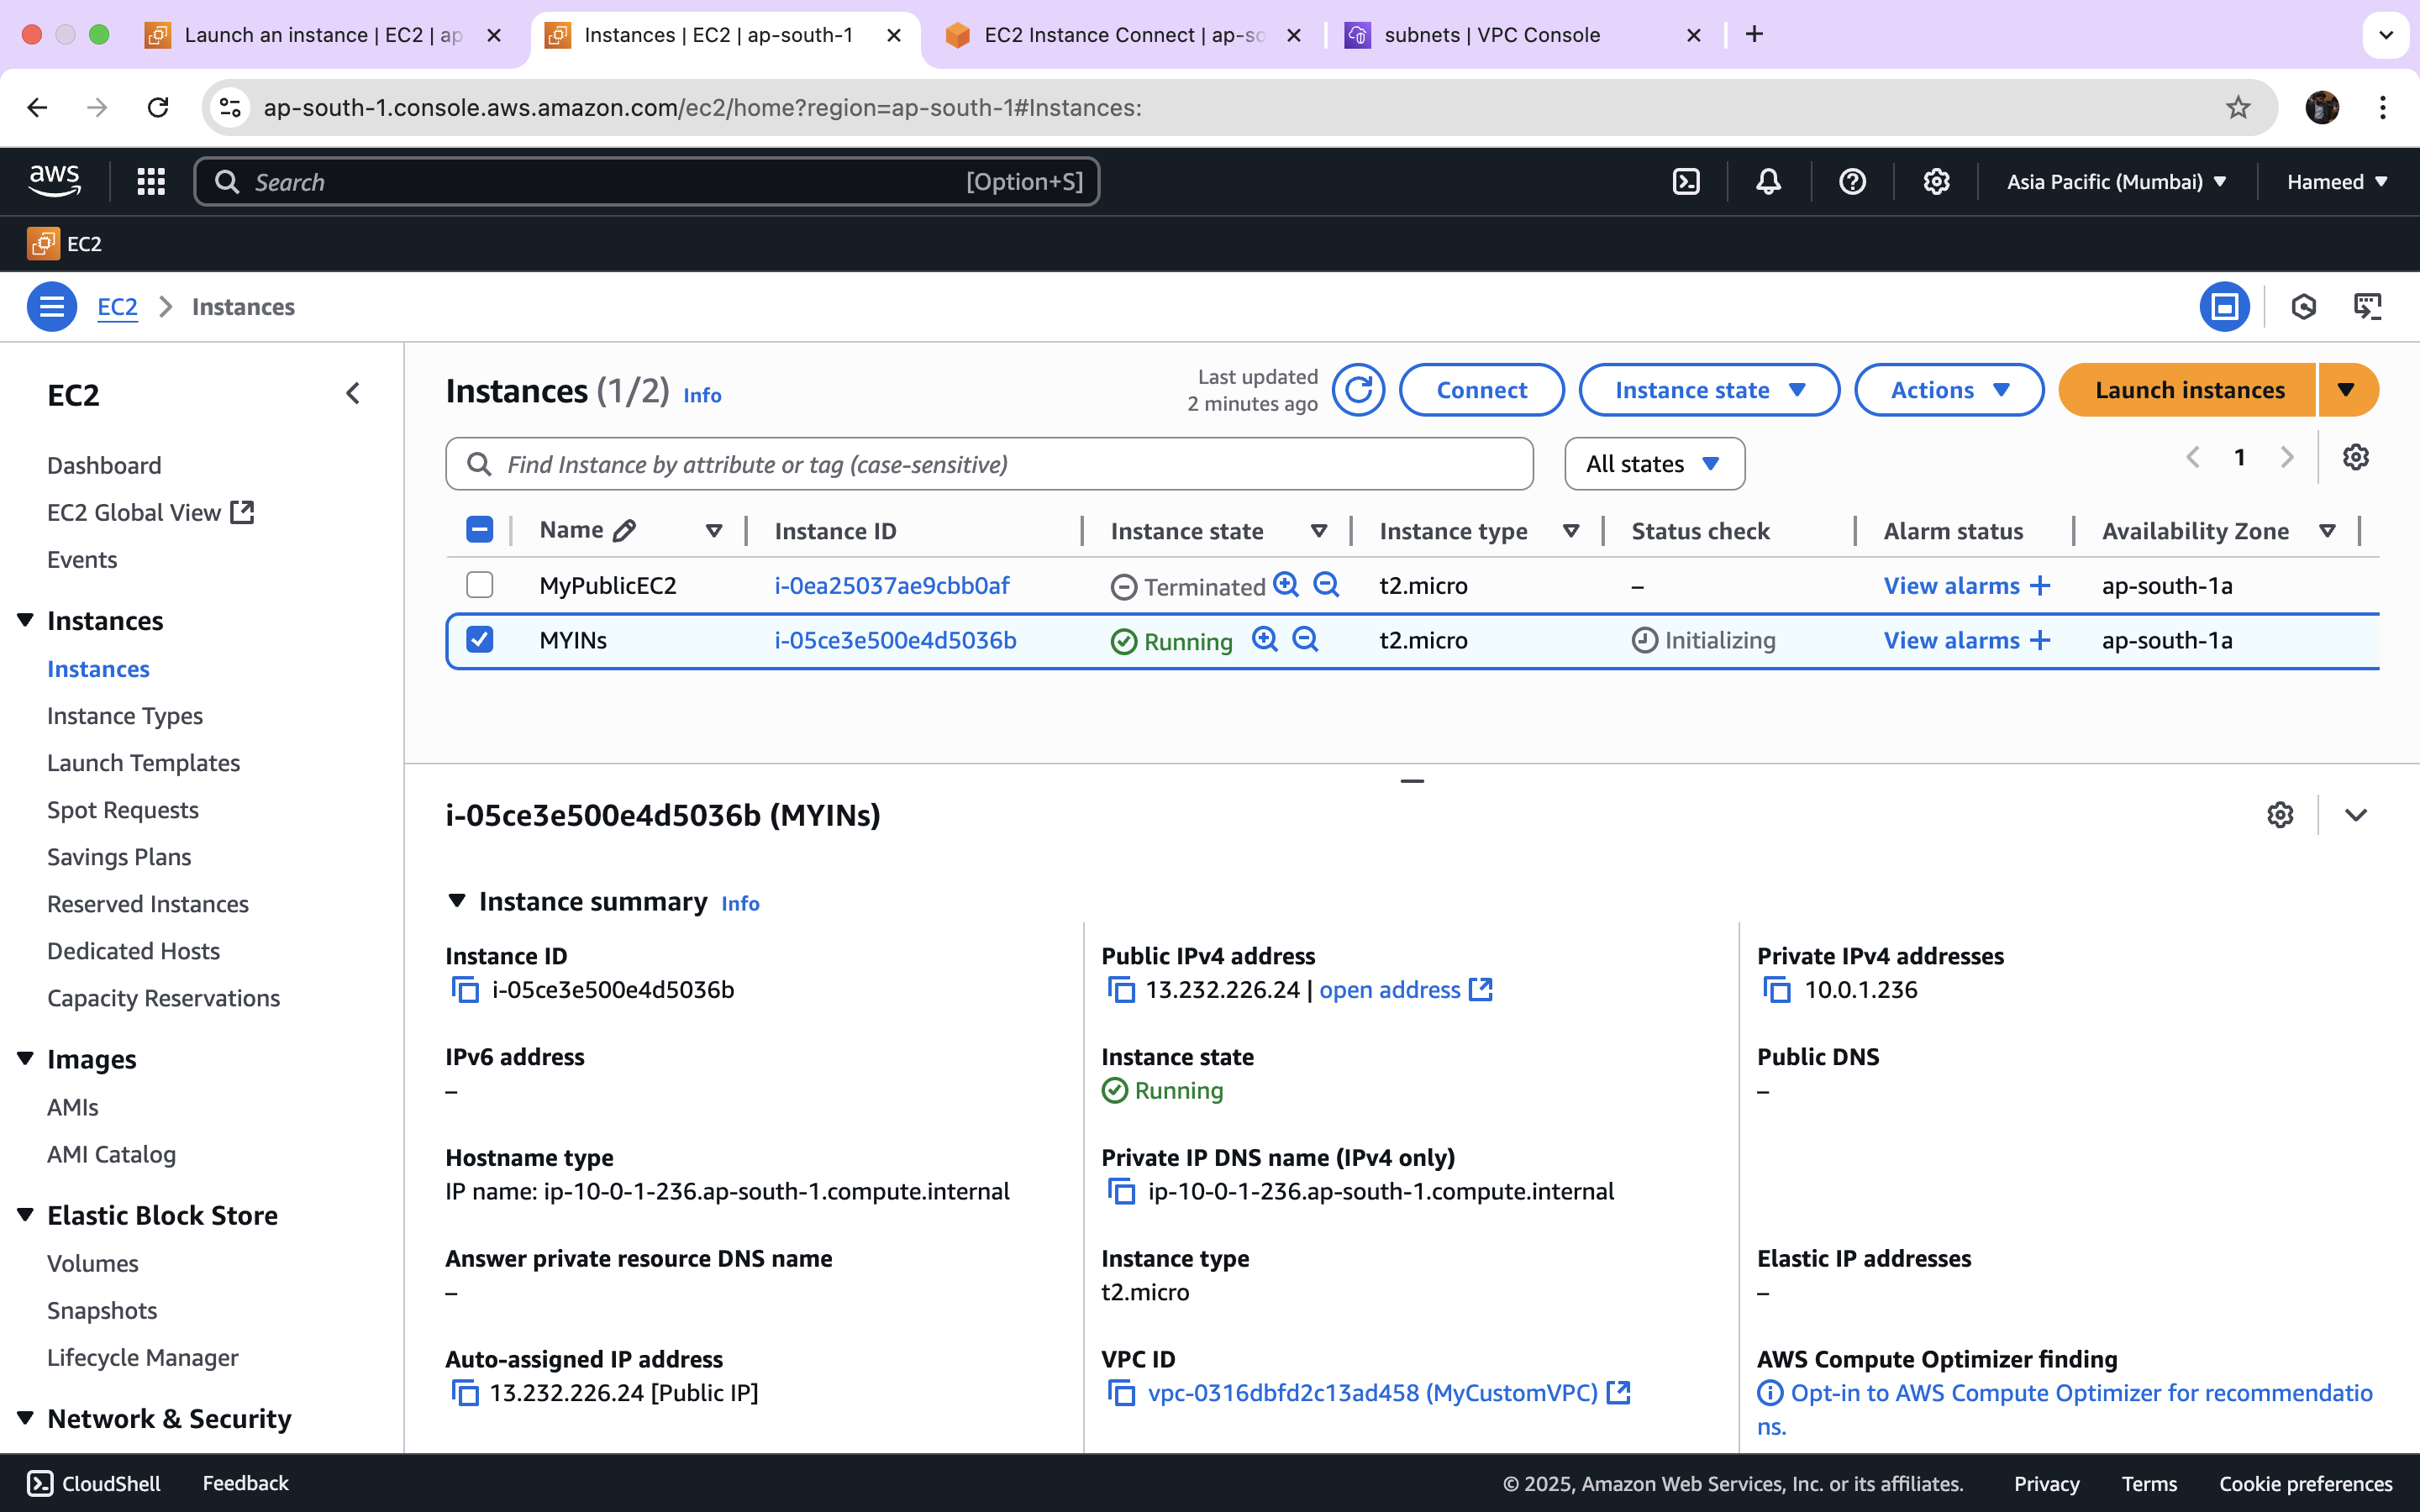 Launch an instance | EC2 | ap
Instances | EC2 | ap-south-1
EC2 Instance Connect | ap-so
subnets | VPC Console
ap-south-1.console.aws.amazon.com/ec2/home?region=ap-south-1#Instances:
aws
Search
[Option+S]
Asia Pacific (Mumbai)
Hameed
EC2
EC2
Instances
EC2
Dashboard
EC2 Global View
Events
Instances
Instances
Instance Types
Launch Templates
Spot Requests
Savings Plans
Reserved Instances
Dedicated Hosts
Capacity Reservations
Images
AMIs
AMI Catalog
Elastic Block Store
Volumes
Snapshots
Lifecycle Manager
Network & Security
Instances (1/2) Info
Last updated
2 minutes ago
Connect
Instance state
Actions
Launch instances
Find Instance by attribute or tag (case-sensitive)
All states
1
Name Instance ID Instance state Instance type Status check Alarm status Availability Zone
MyPublicEC2 i-0ea25037ae9cbb0af Terminated t2.micro – View alarms + ap-south-1a
MYINs i-05ce3e500e4d5036b Running t2.micro Initializing View alarms + ap-south-1a
i-05ce3e500e4d5036b (MYINs)
Instance summary Info
Instance ID
i-05ce3e500e4d5036b
Public IPv4 address
13.232.226.24 | open address
Private IPv4 addresses
10.0.1.236
IPv6 address
–
Instance state
Running
Public DNS
–
Hostname type
IP name: ip-10-0-1-236.ap-south-1.compute.internal
Private IP DNS name (IPv4 only)
ip-10-0-1-236.ap-south-1.compute.internal
Answer private resource DNS name
–
Instance type
t2.micro
Elastic IP addresses
–
Auto-assigned IP address
13.232.226.24 [Public IP]
VPC ID
vpc-0316dbfd2c13ad458 (MyCustomVPC)
AWS Compute Optimizer finding
Opt-in to AWS Compute Optimizer for recommendatio
ns.
CloudShell
Feedback
© 2025, Amazon Web Services, Inc. or its affiliates.
Privacy
Terms
Cookie preferences